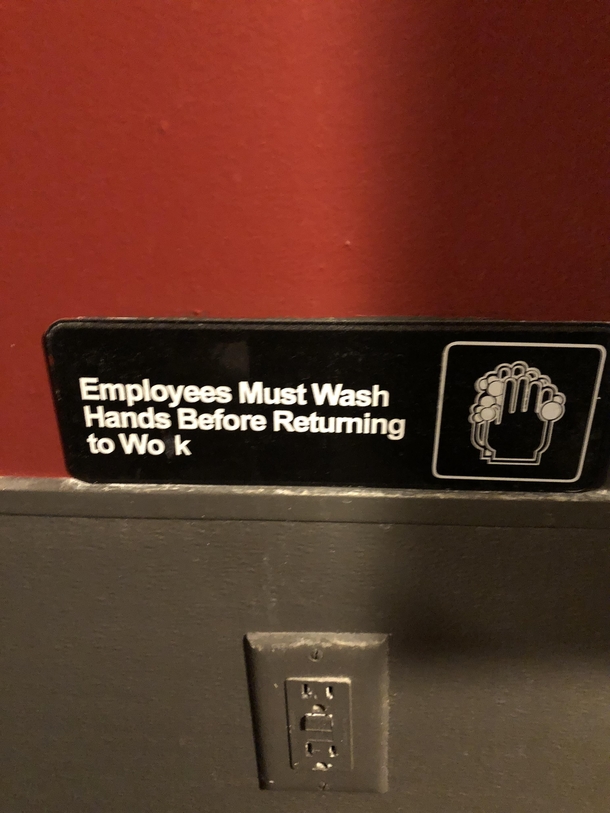 Employees Must Wash
Hands Before Returning
to Wo k